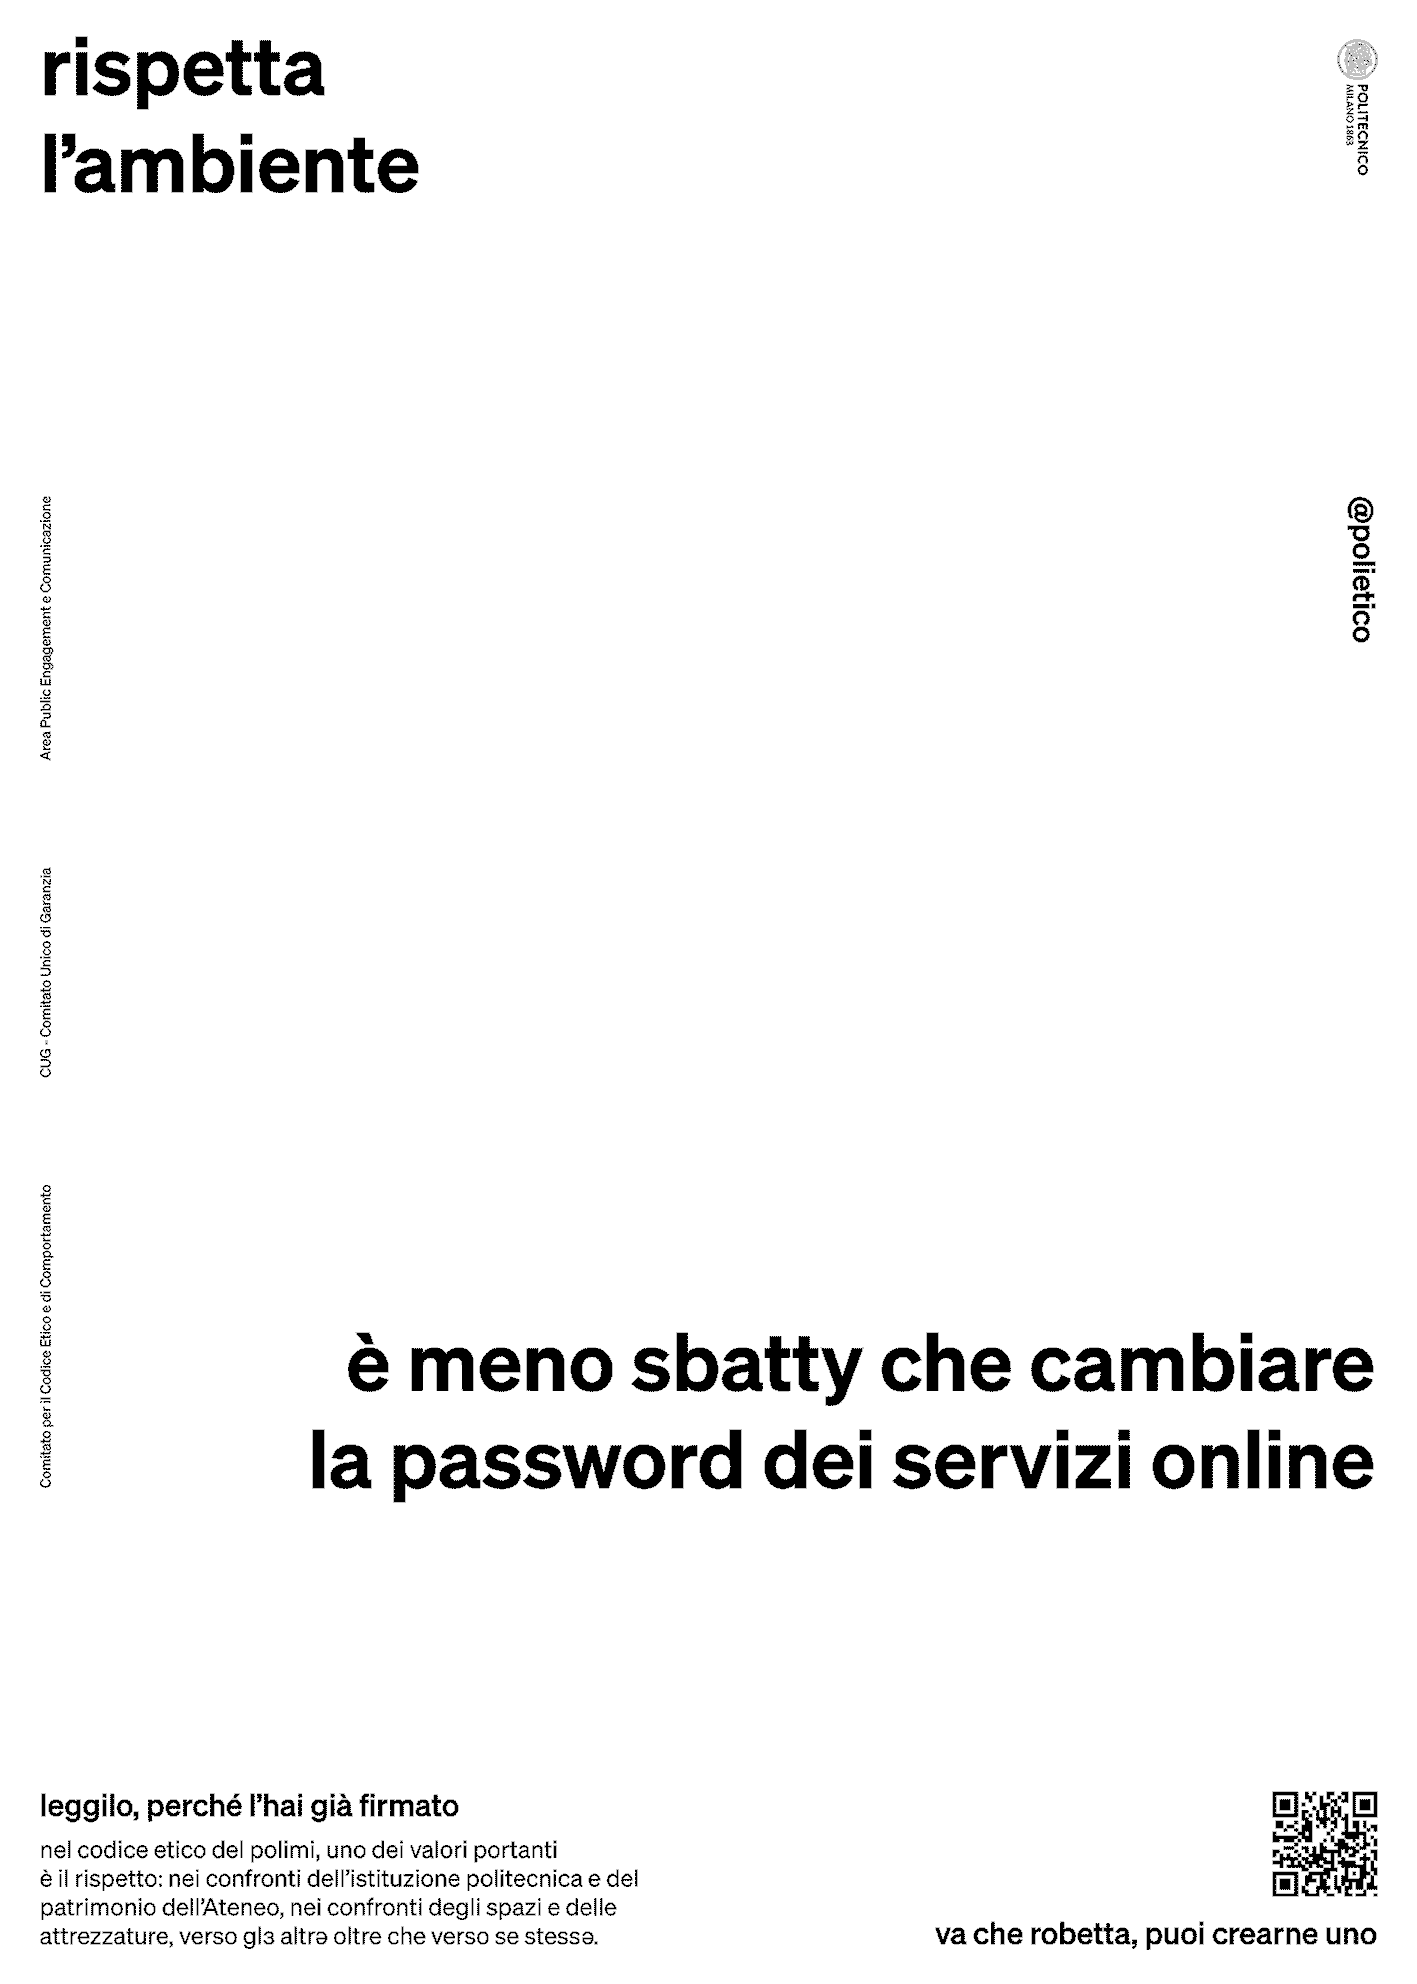 rispetta
l’ambiente
POLITECNICO
MILANO 1863
@polietico
Area Public Engagement e Comunicazione
CUG - Comitato Unico di Garanzia
Comitato per il Codice Etico e di Comportamento
è meno sbatty che cambiare
la password dei servizi online
leggilo, perché l’hai già firmato
nel codice etico del polimi, uno dei valori portanti
è il rispetto: nei confronti dell’istituzione politecnica e del
patrimonio dell’Ateneo, nei confronti degli spazi e delle
attrezzature, verso glɜ altrə oltre che verso se stessə.
va che robetta, puoi crearne uno